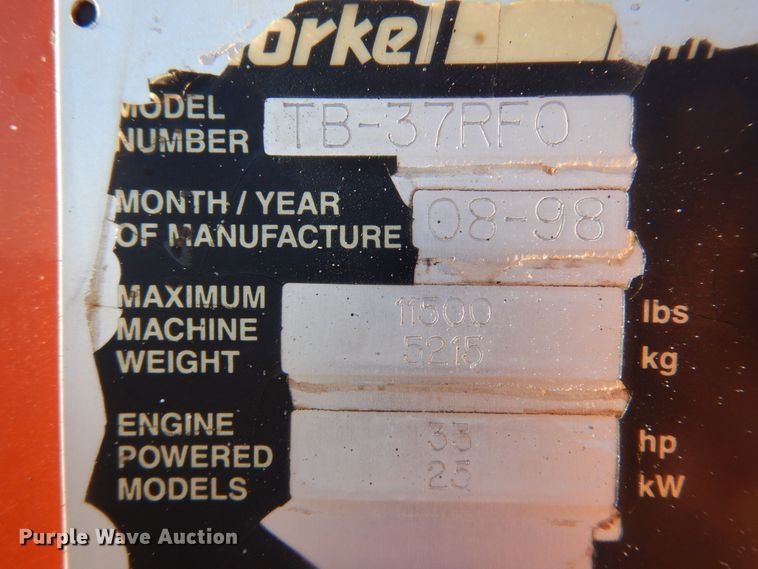 orkel
MODEL
NUMBER TB-37RFO
MONTH / YEAR
OF MANUFACTURE 08-98
MAXIMUM
MACHINE
WEIGHT
11500 lbs
5215 kg
ENGINE
POWERED
MODELS
33 hp
25 kW
Purple Wave Auction